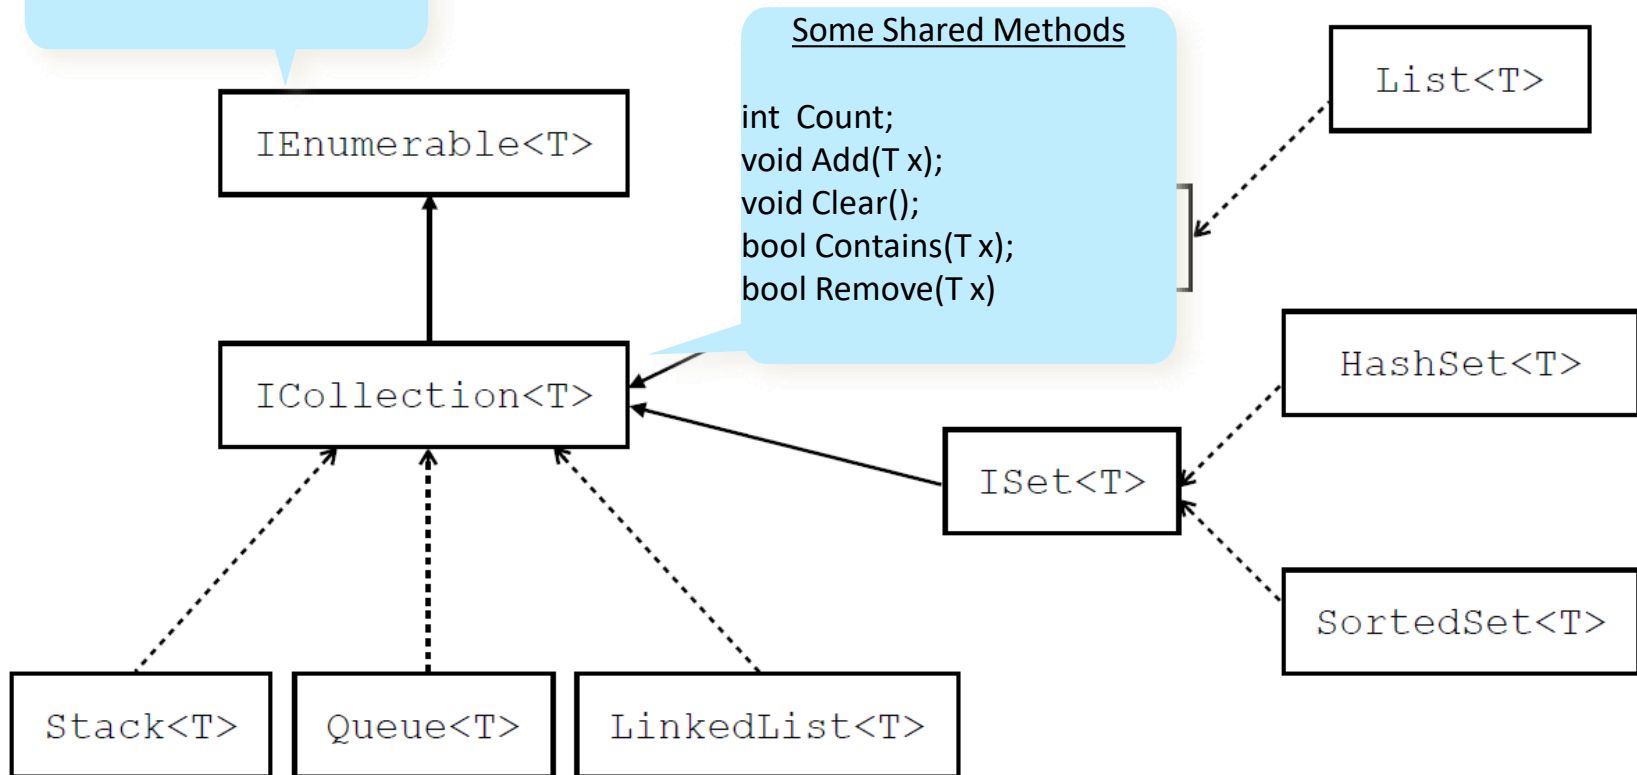 Some Shared Methods
int  Count;
void Add(T x);
void Clear();
bool Contains(T x);
bool Remove(T x)
List<T>
IEnumerable<T>
HashSet<T>
ICollection<T>
ISet<T>
SortedSet<T>
Stack<T>
Queue<T>
LinkedList<T>